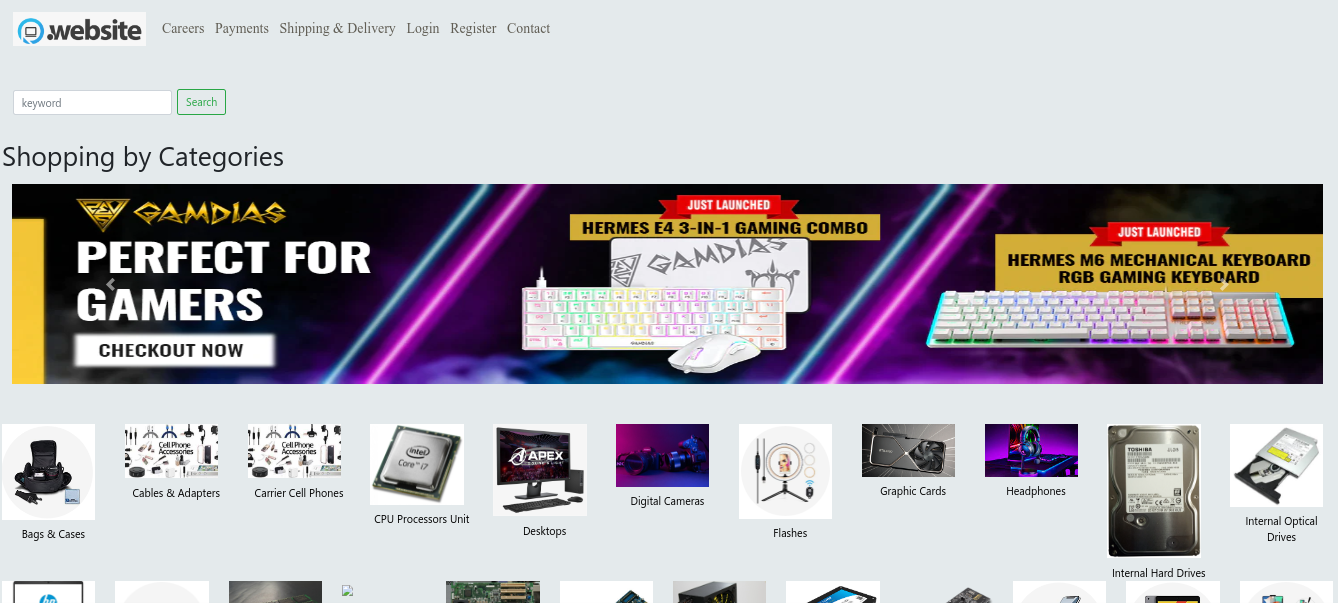 .website
Careers Payments Shipping & Delivery Login Register Contact
keyword Search
Shopping by Categories
GAMDIAS
PERFECT FOR
GAMERS
CHECKOUT NOW
JUST LAUNCHED
HERMES E4 3-IN-1 GAMING COMBO
GAMDIAS
GAMDIAS
JUST LAUNCHED
HERMES M6 MECHANICAL KEYBOARD
RGB GAMING KEYBOARD
Bags & Cases
Cell Phone
Accessories
Cables & Adapters
Cell Phone
Accessories
Carrier Cell Phones
intel
Core i7
CPU Processors Unit
APEX
Desktops
Digital Cameras
Flashes
Graphic Cards
Headphones
TOSHIBA
Internal Hard Drives
Internal Optical
Drives
hp